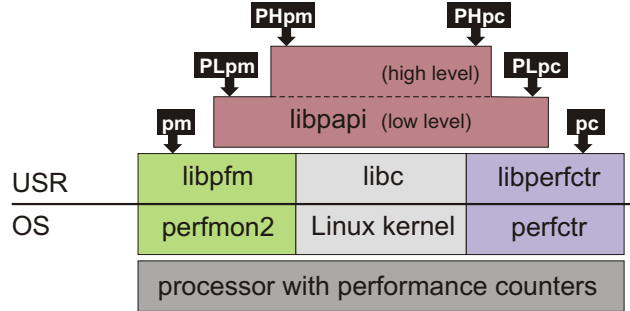 PHpm PHpc
(high level)
PLpm PLpc
libpapi (low level)
pm pc
USR libpfm libc libperfctr
OS perfmon2 Linux kernel perfctr
processor with performance counters